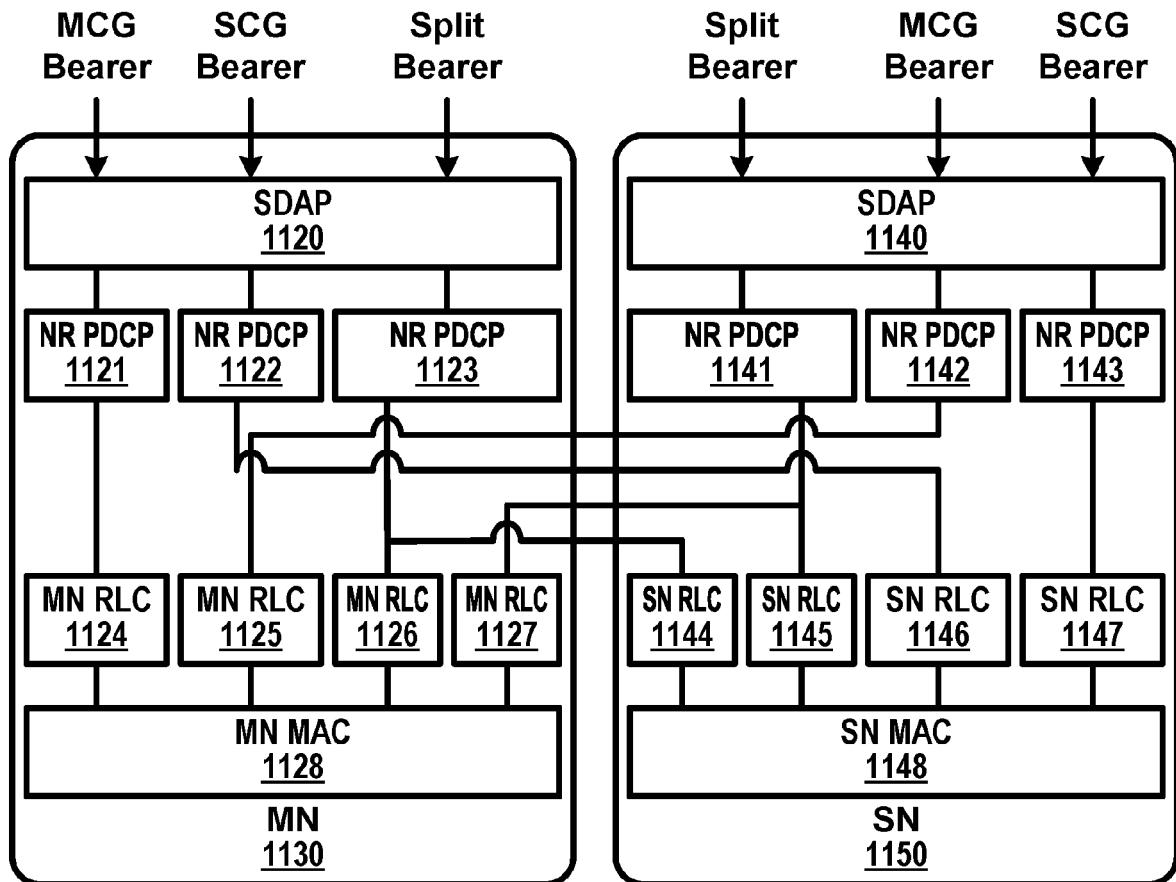 MCG SCG Split Split MCG SCG
Bearer Bearer Bearer Bearer Bearer Bearer
SDAP SDAP
1120 1140
NR PDCP NR PDCP NR PDCP NR PDCP NR PDCP NR PDCP
1121 1122 1123 1141 1142 1143
MN RLC MN RLC MN RLC MN RLC SN RLC SN RLC SN RLC SN RLC
1124 1125 1126 1127 1144 1145 1146 1147
MN MAC SN MAC
1128 1148
MN SN
1130 1150